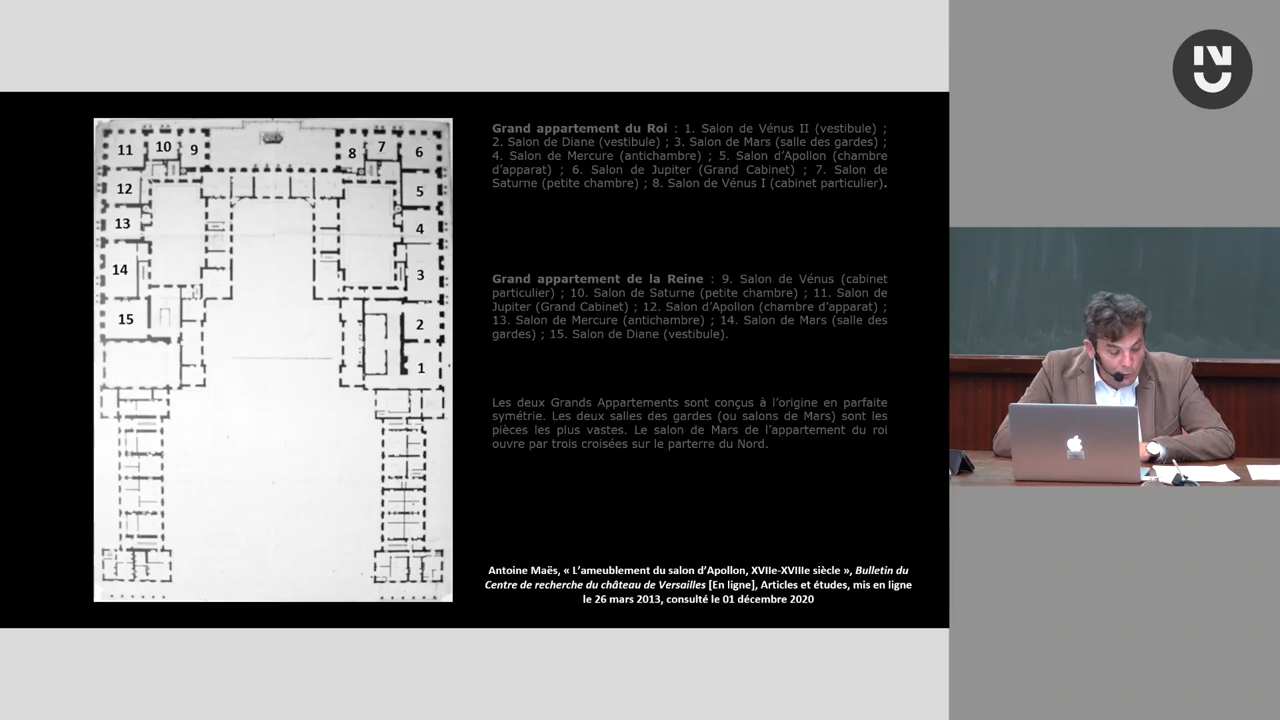 11
10
9
8
7
6
12
5
13
4
14
3
15
2
1
Grand appartement du Roi : 1. Salon de Vénus II (vestibule) ;
2. Salon de Diane (vestibule) ; 3. Salon de Mars (salle des gardes) ;
4. Salon de Mercure (antichambre) ; 5. Salon d'Apollon (chambre
d'apparat) ; 6. Salon de Jupiter (Grand Cabinet) ; 7. Salon de
Saturne (petite chambre) ; 8. Salon de Vénus I (cabinet particulier).
Grand appartement de la Reine : 9. Salon de Vénus (cabinet
particulier) ; 10. Salon de Saturne (petite chambre) ; 11. Salon de
Jupiter (Grand Cabinet) ; 12. Salon d'Apollon (chambre d'apparat) ;
13. Salon de Mercure (antichambre) ; 14. Salon de Mars (salle des
gardes) ; 15. Salon de Diane (vestibule).
Les deux Grands Appartements sont conçus à l'origine en parfaite
symétrie. Les deux salles des gardes (ou salons de Mars) sont les
pièces les plus vastes. Le salon de Mars de l'appartement du roi
ouvre par trois croisées sur le parterre du Nord.
Antoine Maës, « L'ameublement du salon d'Apollon, XVIIe-XVIIIe siècle », Bulletin du
Centre de recherche du château de Versailles [En ligne], Articles et études, mis en ligne
le 26 mars 2013, consulté le 01 décembre 2020